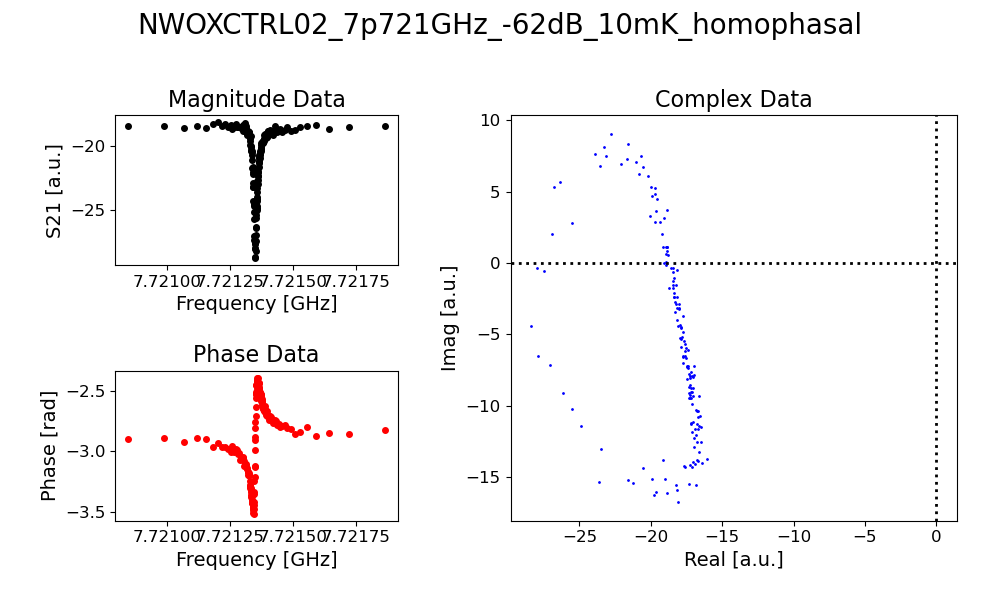 NWOXCTRL02_7p721GHz_-62dB_10mK_homophasal
Magnitude Data
S21 [a.u.]
−20
−25
7.72100 7.72125 7.72150 7.72175
Frequency [GHz]
Phase Data
Phase [rad]
−2.5
−3.0
−3.5
7.72100 7.72125 7.72150 7.72175
Frequency [GHz]
Complex Data
Imag [a.u.]
10
5
0
−5
−10
−15
−25 −20 −15 −10 −5 0
Real [a.u.]